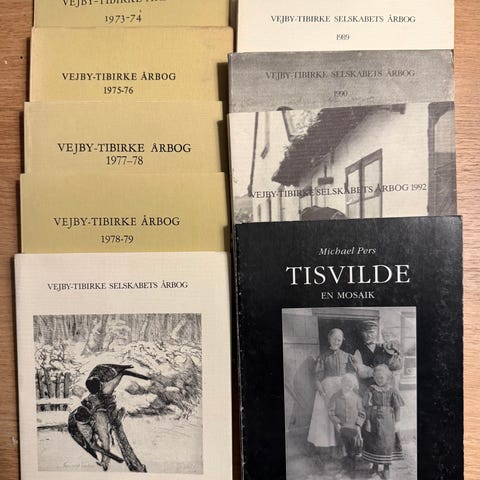 VEJBY-TIBIRKE
1973-74
VEJBY-TIBIRKE ÅRBOG
1975-76
VEJBY-TIBIRKE ÅRBOG
1977-78
VEJBY-TIBIRKE ÅRBOG
1978-79
VEJBY-TIBIRKE SELSKABETS ÅRBOG
VEJBY-TIBIRKE SELSKABETS ÅRBOG
1989
VEJBY-TIBIRKE SELSKABETS ÅRBOG
1990
VEJBY-TIBIRKE SELSKABETS ÅRBOG 1992
Michael Pers
TISVILDE
EN MOSAIK